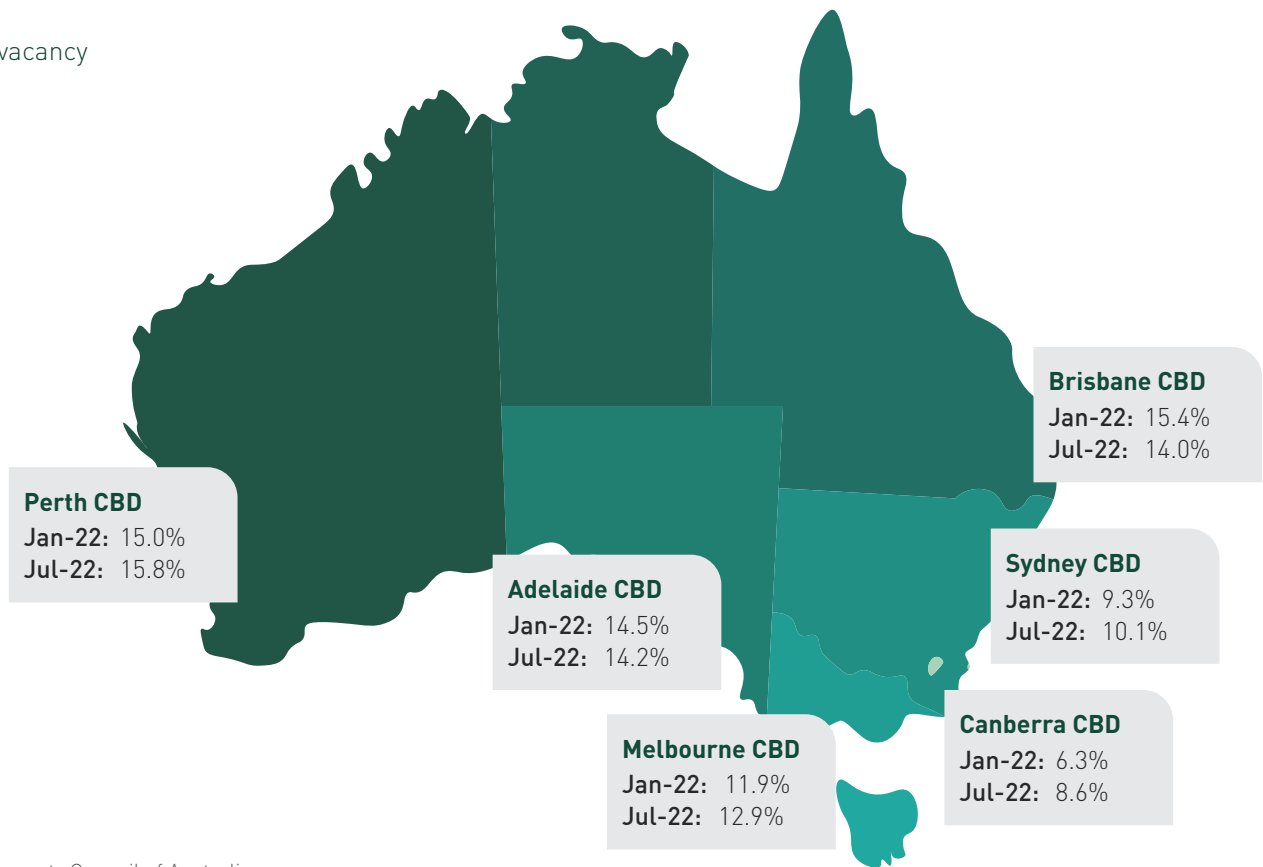 vacancy
Brisbane CBD
Jan-22: 15.4%
Jul-22: 14.0%
Perth CBD
Jan-22: 15.0%
Jul-22: 15.8%
Sydney CBD
Jan-22: 9.3%
Jul-22: 10.1%
Adelaide CBD
Jan-22: 14.5%
Jul-22: 14.2%
Canberra CBD
Jan-22: 6.3%
Jul-22: 8.6%
Melbourne CBD
Jan-22: 11.9%
Jul-22: 12.9%